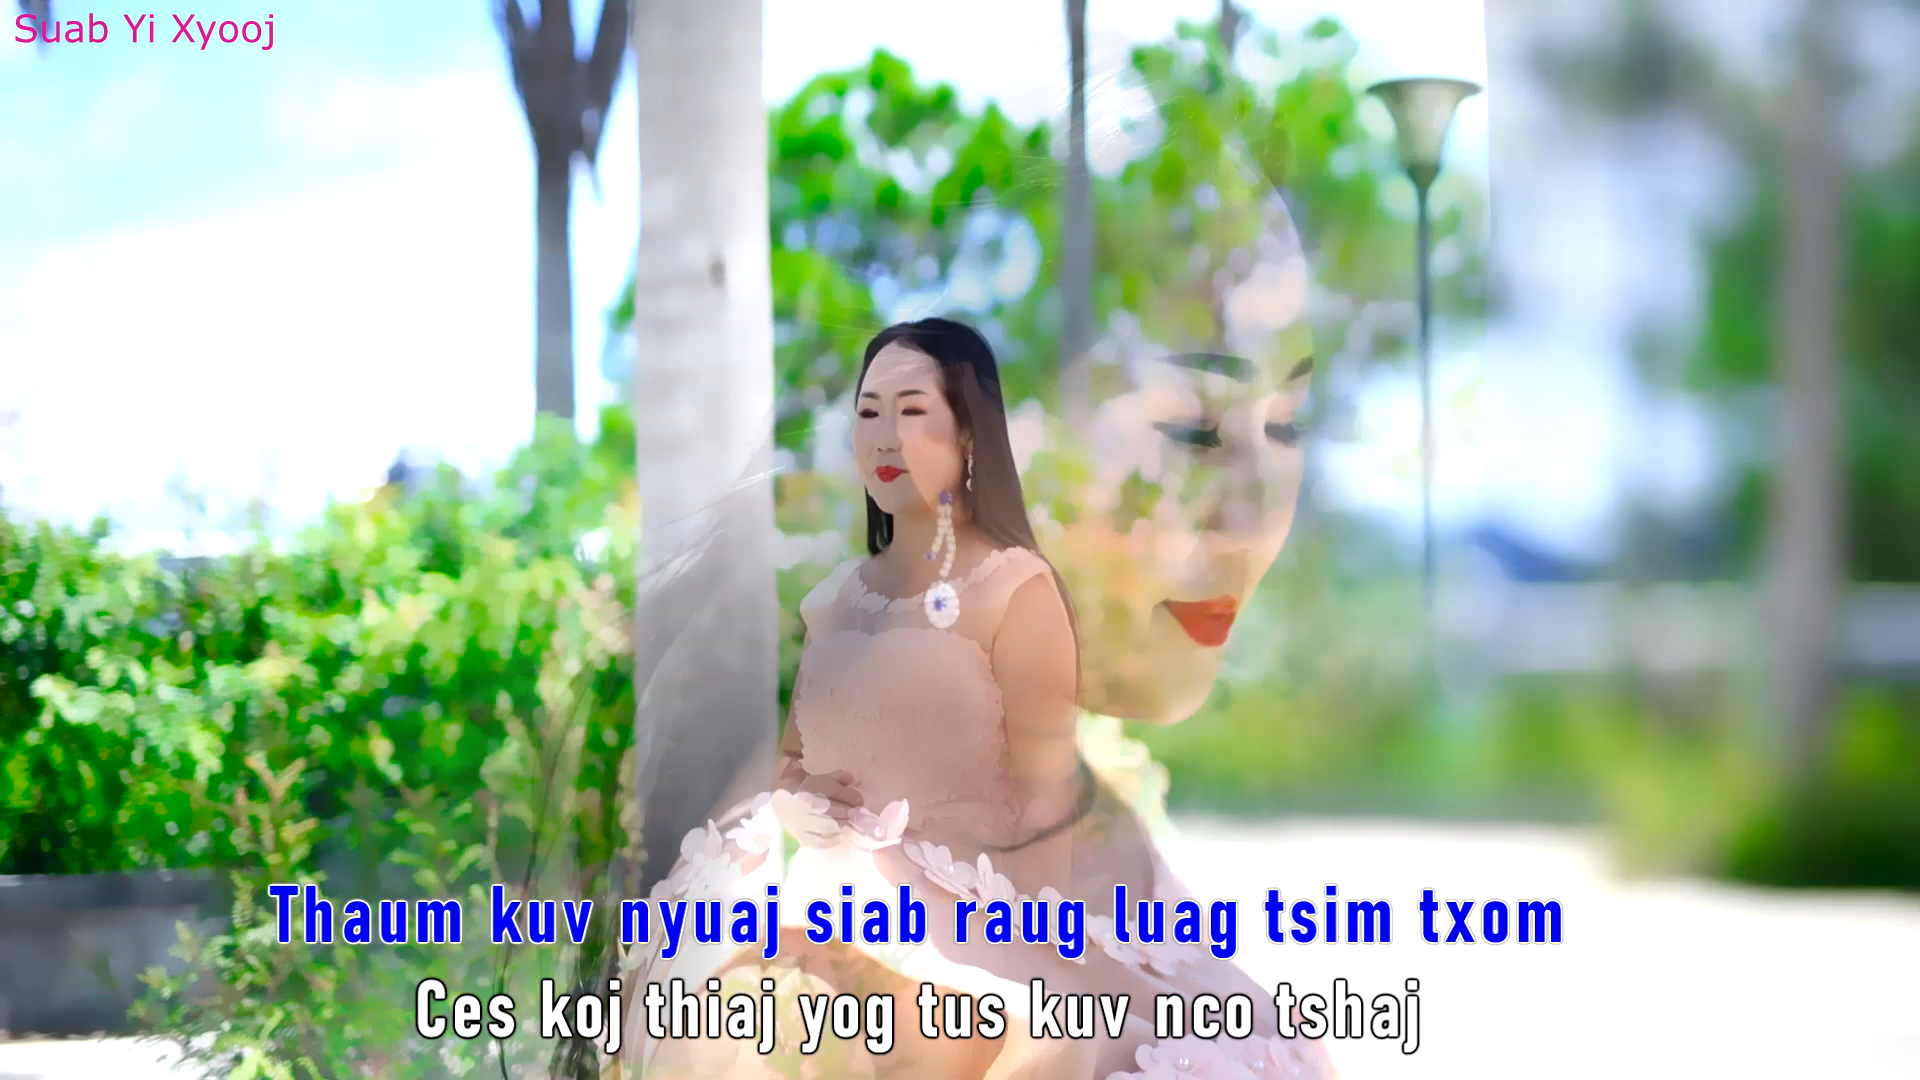 Suab Yi Xyooj
Thaum kuv nyuaj siab raug luag tsim txom
Ces koj thiaj yog tus kuv nco tshaj